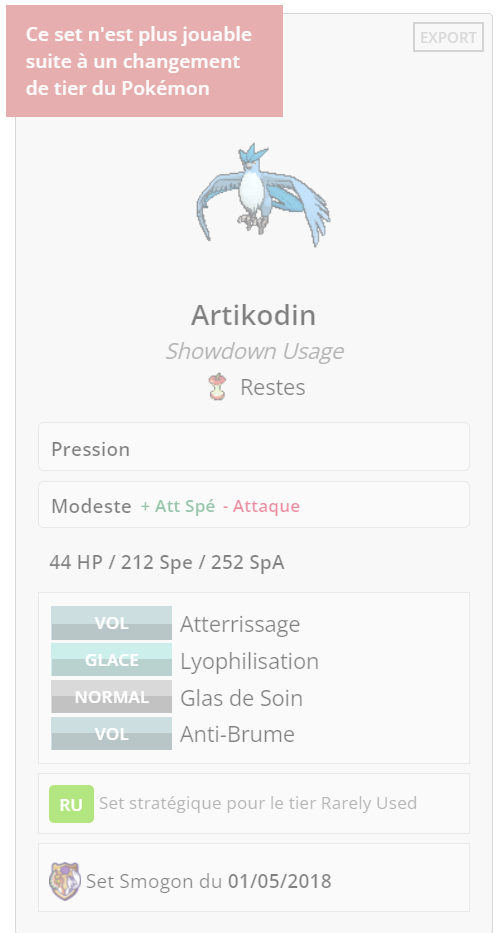 Ce set n'est plus jouable
suite à un changement
de tier du Pokémon
EXPORT
Artikodin
Showdown Usage
Restes
Pression
Modeste + Att Spé - Attaque
44 HP / 212 Spe / 252 SpA
VOL Atterrissage
GLACE Lyophilisation
NORMAL Glas de Soin
VOL Anti-Brume
RU Set stratégique pour le tier Rarely Used
Set Smogon du 01/05/2018